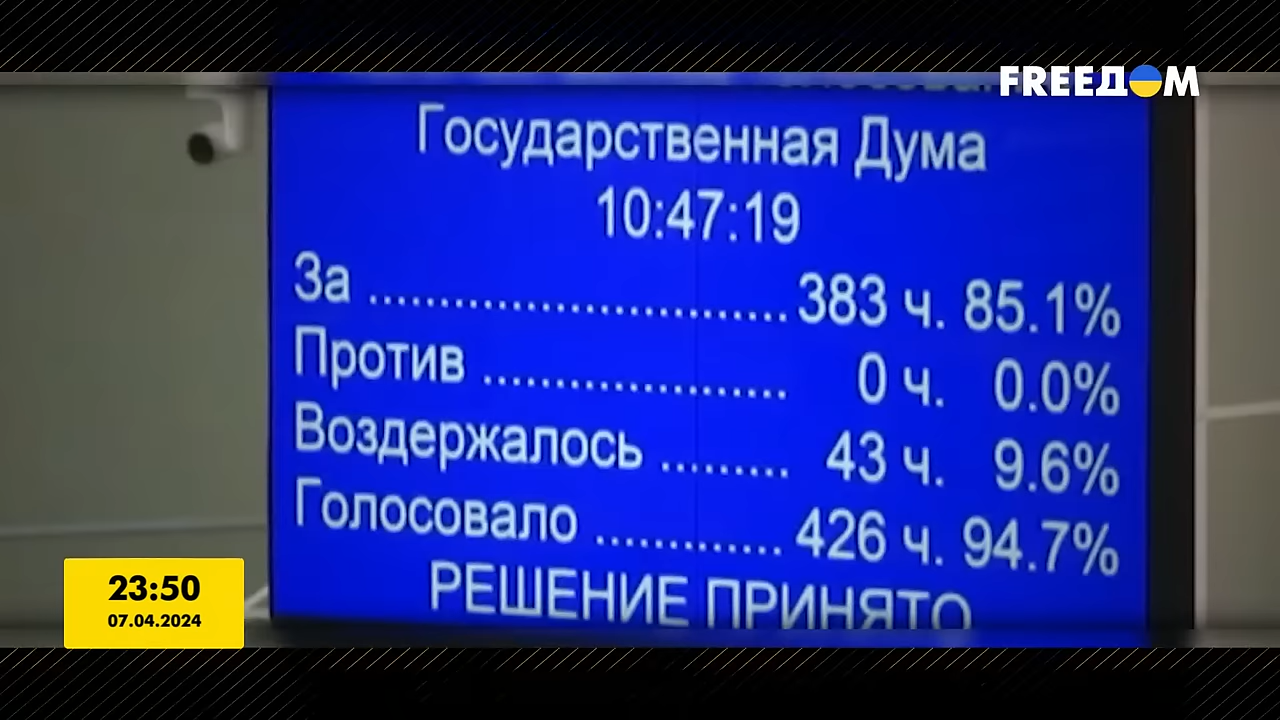 FREEДОМ
Государственная Дума
10:47:19
За ............................. 383 ч. 85.1%
Против ...................... 0 ч. 0.0%
Воздержалось ......... 43 ч. 9.6%
Голосовало ............. 426 ч. 94.7%
РЕШЕНИЕ ПРИНЯТО
23:50
07.04.2024